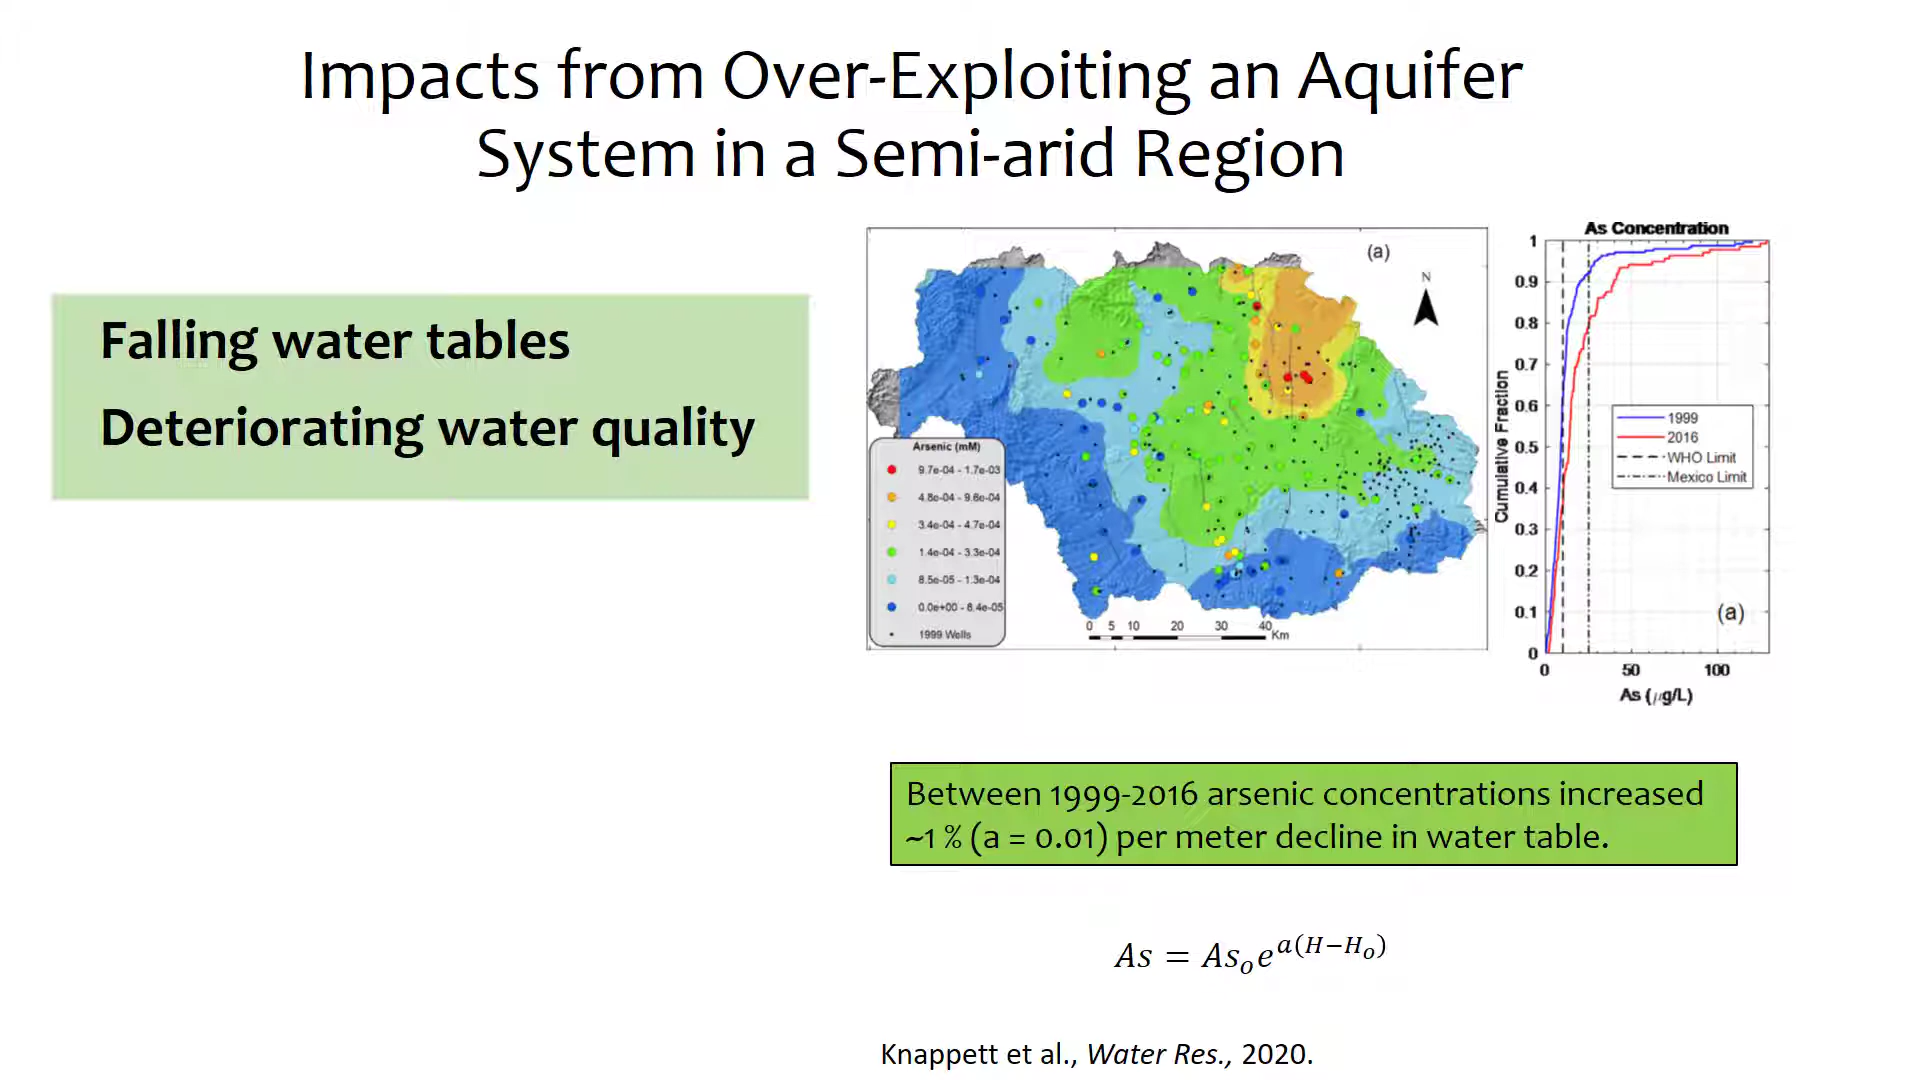 Impacts from Over-Exploiting an Aquifer
System in a Semi-arid Region
Falling water tables
Deteriorating water quality
(a)
N
Arsenic (mM)
9.7e-04 - 1.7e-03
4.8e-04 - 9.6e-04
3.4e-04 - 4.7e-04
1.4e-04 - 3.3e-04
8.5e-05 - 1.3e-04
0.0e+00 - 8.4e-05
1999 Wells
0 5 10 20 30 40
Km
As Concentration
Cumulative Fraction
1
0.9
0.8
0.7
0.6
0.5
0.4
0.3
0.2
0.1
0
1999
2016
WHO Limit
Mexico Limit
(a)
0 50 100
As (μg/L)
Between 1999-2016 arsenic concentrations increased
~1 % (a = 0.01) per meter decline in water table.
As = Asₒe^{a(H−Hₒ)}
Knappett et al., Water Res., 2020.